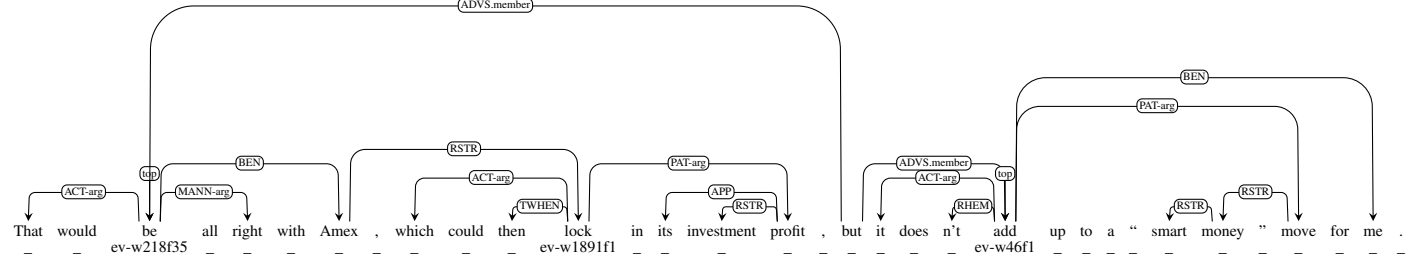 ADVS.member
BEN
PAT-arg
RSTR
top BEN PAT-arg ADVS.member top
ACT-arg ACT-arg
ACT-arg MANN-arg APP RSTR
TWHEN RSTR RHEM RSTR
That would be all right with Amex , which could then lock in its investment profit , but it does n't add up to a “ smart money ” move for me .
ev-w218f35 ev-w1891f1 ev-w46f1
_ _ _ _ _ _ _ _ _ _ _ _ _ _ _ _ _ _ _ _ _ _ _ _ _ _ _ _ _